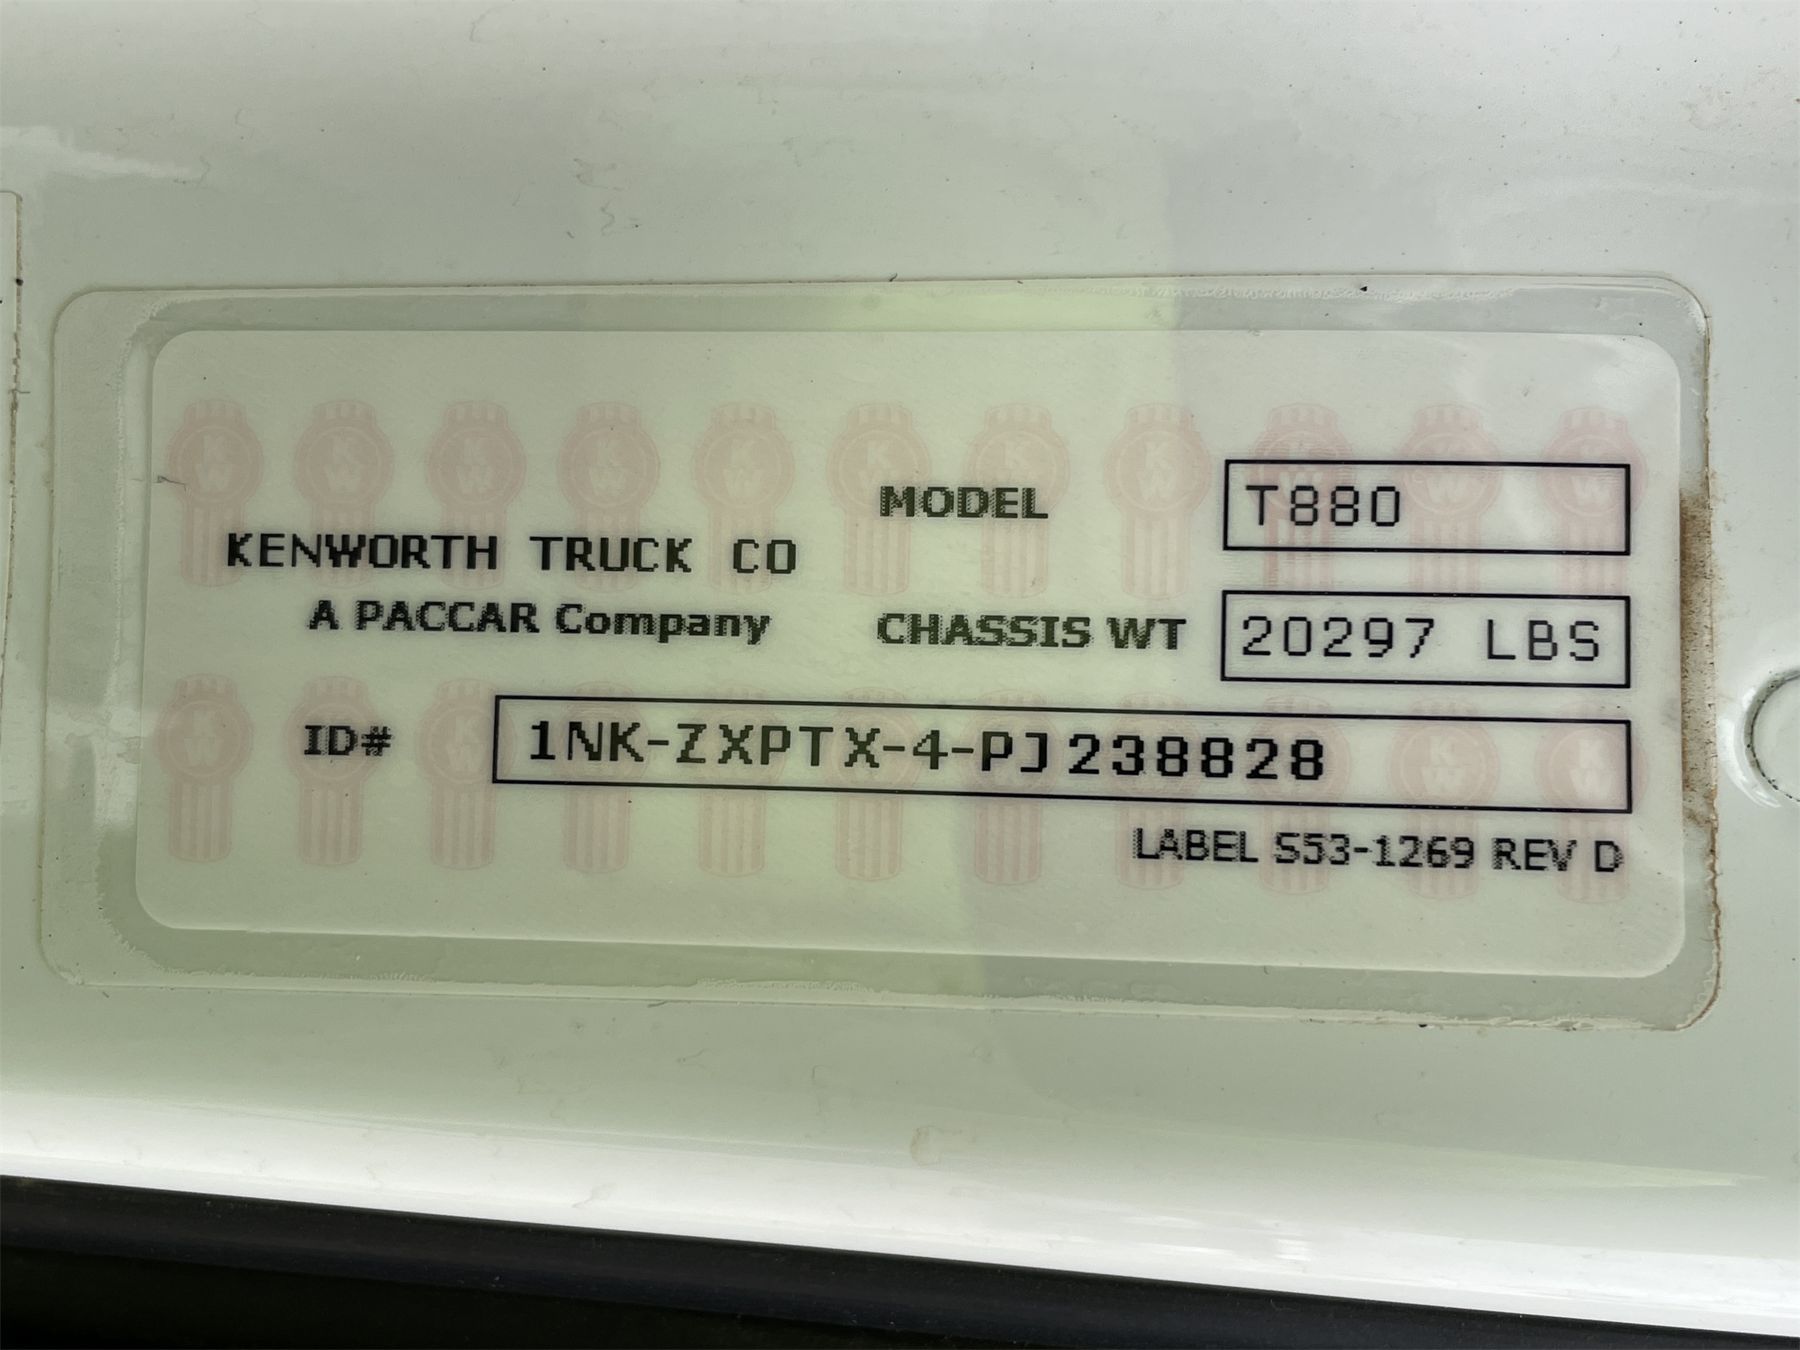 MODEL T880
KENWORTH TRUCK CO
A PACCAR Company
CHASSIS WT 20297 LBS
ID# 1NK-ZXPTX-4-PJ238828
LABEL S53-1269 REV D